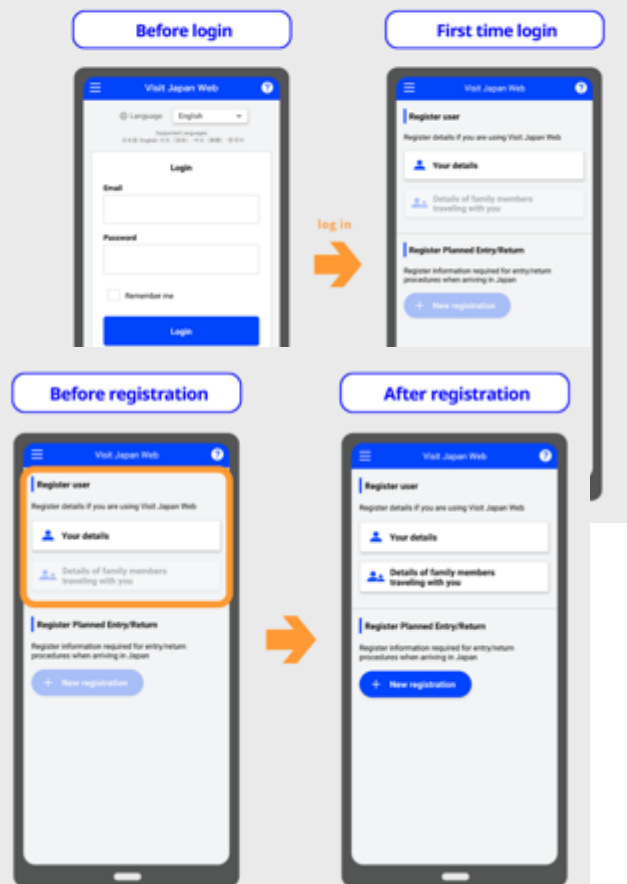 Before login
Visit Japan Web
?
Language
English
Supported Languages
Login
Email
Password
Remember me
Login
log in
First time login
Visit Japan Web
?
Register user
Register details if you are using Visit Japan Web
Your details
Details of family members
traveling with you
Register Planned Entry/Return
Register information required for entry/return
procedures when arriving in Japan
+ New registration
Before registration
Visit Japan Web
?
Register user
Register details if you are using Visit Japan Web
Your details
Details of family members
traveling with you
Register Planned Entry/Return
Register information required for entry/return
procedures when arriving in Japan
+ New registration
After registration
Visit Japan Web
?
Register user
Register details if you are using Visit Japan Web
Your details
Details of family members
traveling with you
Register Planned Entry/Return
Register information required for entry/return
procedures when arriving in Japan
+ New registration